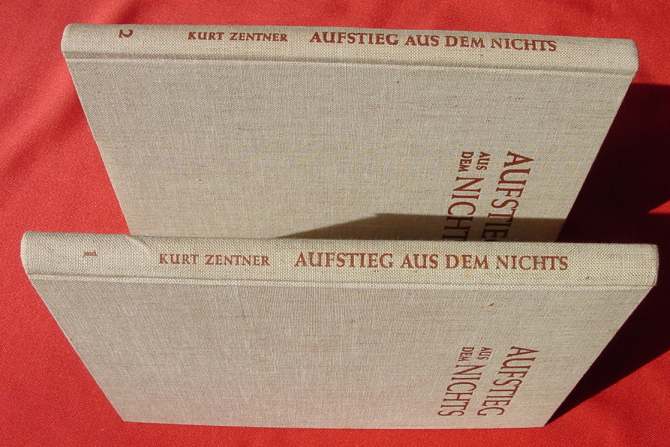 2 KURT ZENTNER AUFSTIEG AUS DEM NICHTS
AUFSTIEG
AUS
DEM NICHTS
KURT ZENTNER AUFSTIEG AUS DEM NICHTS
AUFSTIEG
AUS
DEM NICHTS